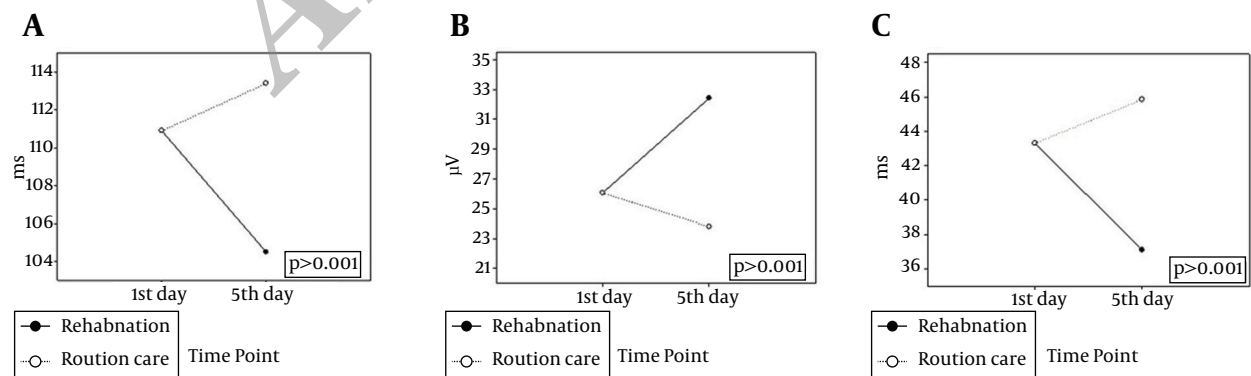 A
114
112
110
108
106
104
ms
p>0.001
1st day
5th day
Rehabnation
Roution care
Time Point
B
35
33
31
29
27
25
23
21
µV
p>0.001
1st day
5th day
Rehabnation
Roution care
Time Point
C
48
46
44
42
40
38
36
ms
p>0.001
1st day
5th day
Rehabnation
Roution care
Time Point